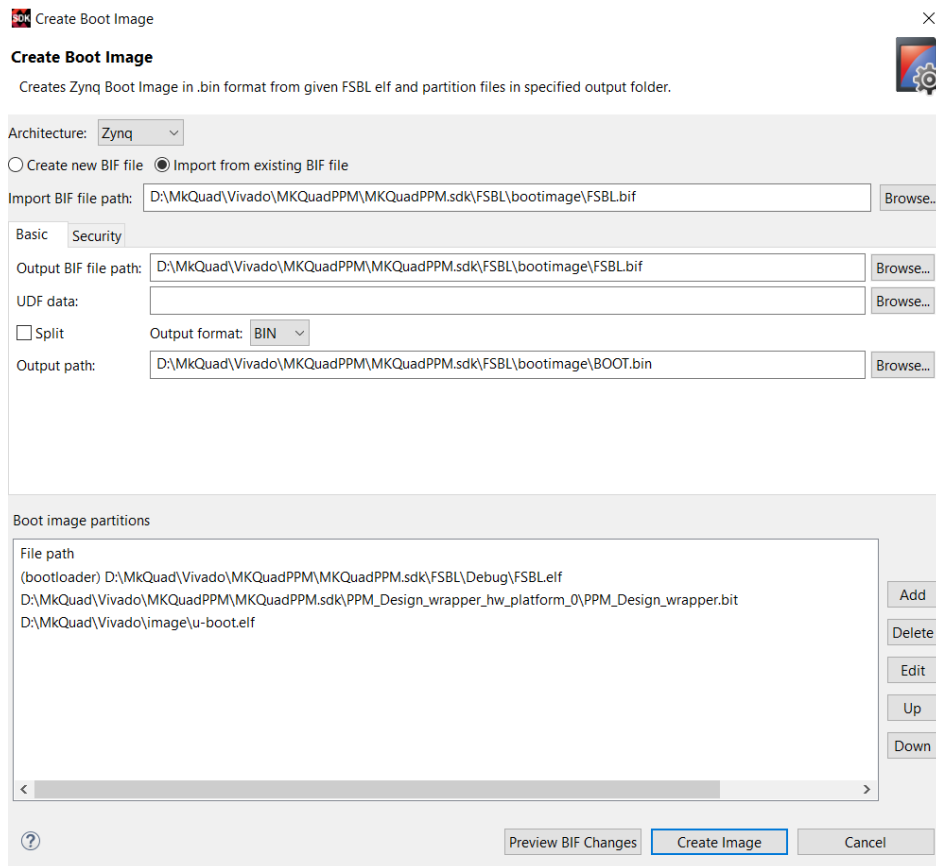 SDK Create Boot Image
Create Boot Image
Creates Zynq Boot Image in .bin format from given FSBL elf and partition files in specified output folder.
Architecture: Zynq
Create new BIF file Import from existing BIF file
Import BIF file path: D:\MkQuad\Vivado\MKQuadPPM\MKQuadPPM.sdk\FSBL\bootimage\FSBL.bif Browse..
Basic Security
Output BIF file path: D:\MkQuad\Vivado\MKQuadPPM\MKQuadPPM.sdk\FSBL\bootimage\FSBL.bif Browse...
UDF data: Browse...
Split Output format: BIN
Output path: D:\MkQuad\Vivado\MKQuadPPM\MKQuadPPM.sdk\FSBL\bootimage\BOOT.bin Browse...
Boot image partitions
File path
(bootloader) D:\MkQuad\Vivado\MKQuadPPM\MKQuadPPM.sdk\FSBL\Debug\FSBL.elf
D:\MkQuad\Vivado\MKQuadPPM\MKQuadPPM.sdk\PPM_Design_wrapper_hw_platform_0\PPM_Design_wrapper.bit
D:\MkQuad\Vivado\image\u-boot.elf
Add
Delete
Edit
Up
Down
? Preview BIF Changes Create Image Cancel